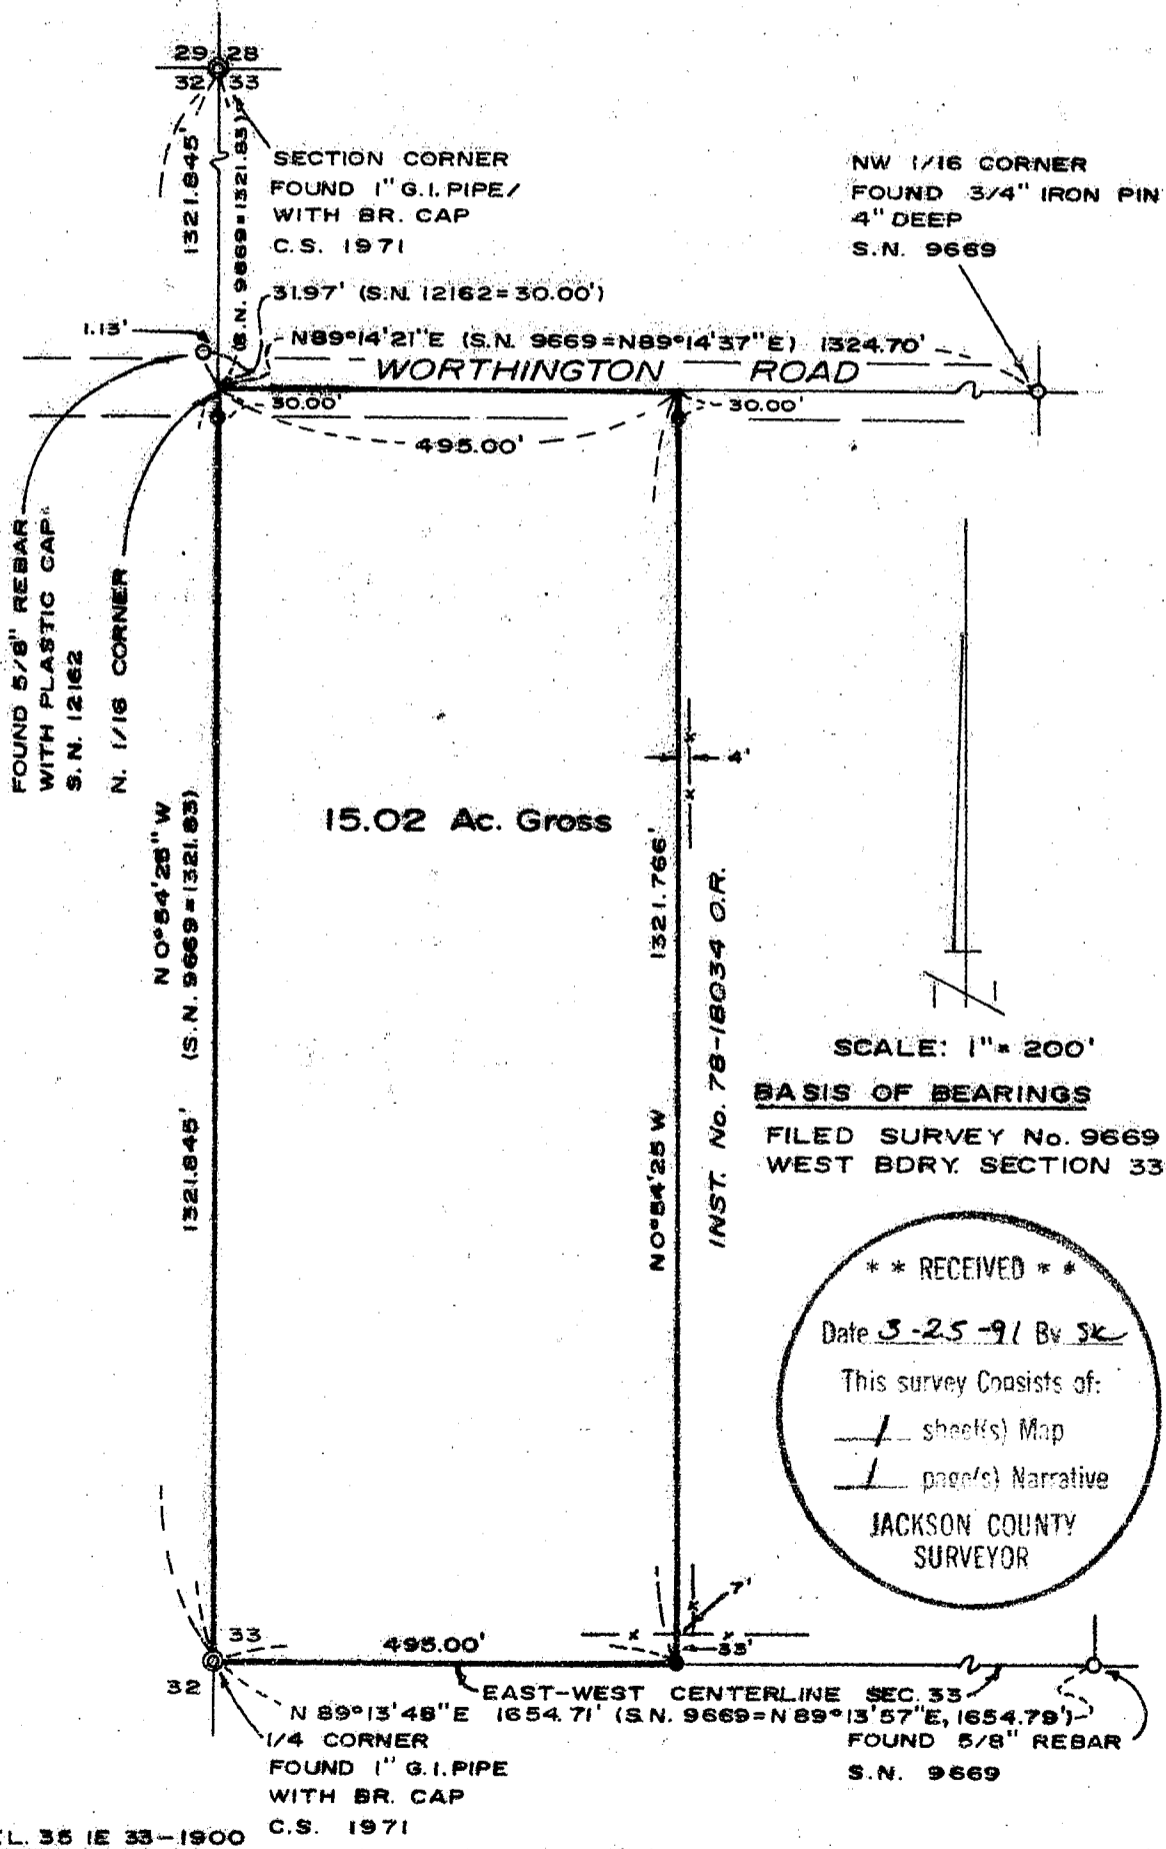 29 28
32 33
1321.845'
(S.N. 9669=1321.83)
SECTION CORNER
FOUND 1" G.I. PIPE/
WITH BR. CAP
C.S. 1971
NW 1/16 CORNER
FOUND 3/4" IRON PIN
4" DEEP
S.N. 9669
31.97' (S.N. 12162=30.00')
1.13'
N89°14'21"E (S.N. 9669=N89°14'37"E) 1324.70'
WORTHINGTON ROAD
30.00'
30.00'
495.00'
FOUND 5/8" REBAR
WITH PLASTIC CAP
S.N. 12162
N. 1/16 CORNER
4'
15.02 Ac. Gross
N0°54'25"W
(S.N. 9669=1321.83)
1321.845'
1321.766'
N0°54'25 W
INST. No. 78-18034 O.R.
SCALE: 1"= 200'
BASIS OF BEARINGS
FILED SURVEY No. 9669
WEST BDRY. SECTION 33
* * RECEIVED * *
Date 3-25-91 By SK
This survey Consists of:
1 sheet(s) Map
1 page(s) Narrative
JACKSON COUNTY
SURVEYOR
7'
33'
33
32
495.00'
EAST-WEST CENTERLINE SEC. 33
N 89°13'48"E 1654.71' (S.N. 9669=N89°13'57"E, 1654.79')
1/4 CORNER
FOUND 1" G.I. PIPE
WITH BR. CAP
C.S. 1971
FOUND 5/8" REBAR
S.N. 9669
L. 35 1E 33-1900